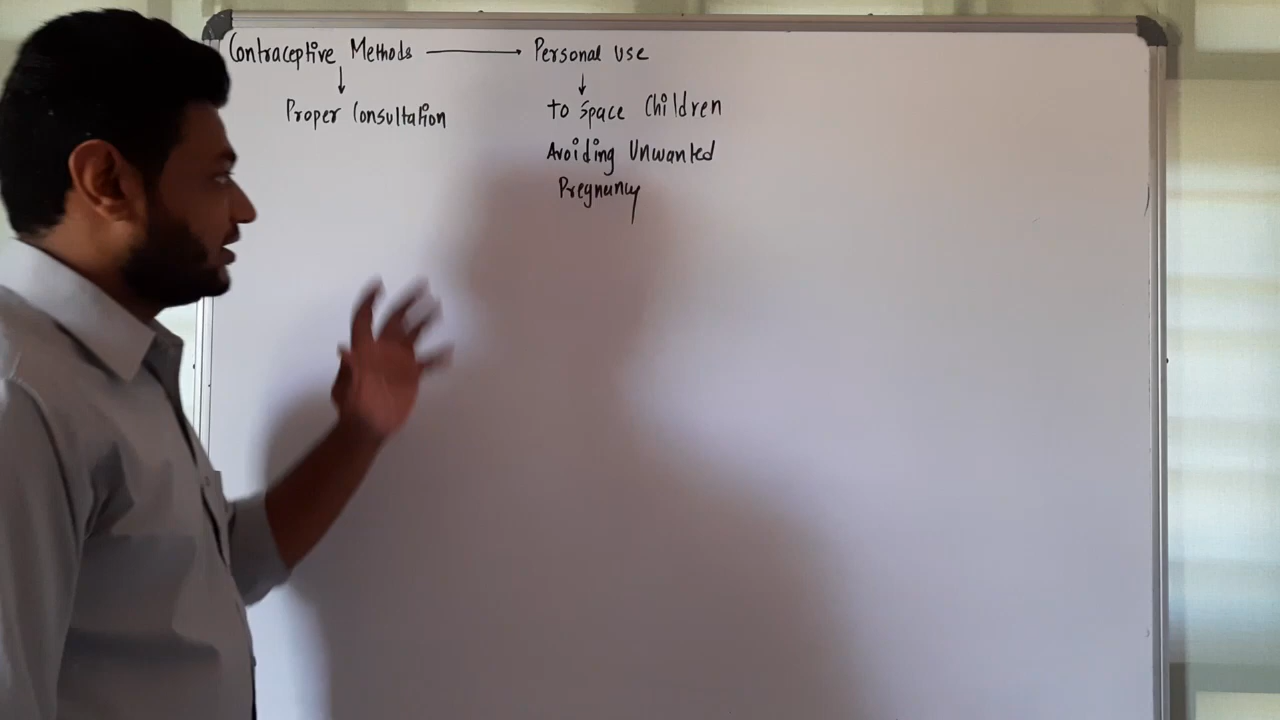 Contraceptive Methods → Personal use
↓ ↓
Proper Consultation to space Children
Avoiding Unwanted
Pregnancy